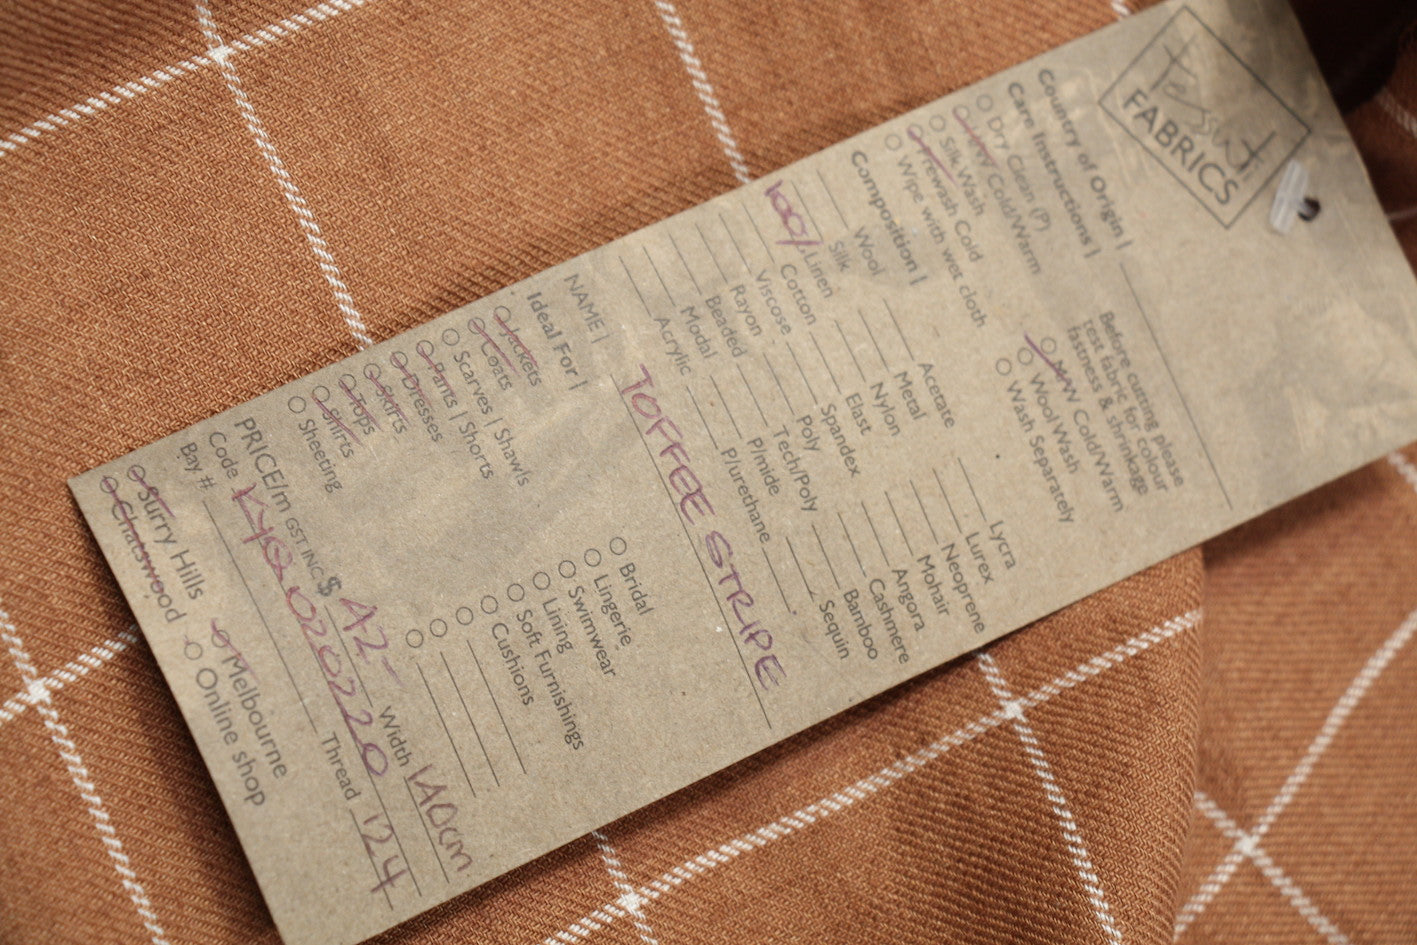 Tessuti
FABRICS
Country of Origin |
Care Instructions |
Before cutting please
test fabric for colour
fastness & shrinkage
Dry Clean (P)
MW Cold/Warm
Silk Wash
Prewash Cold
Wipe with wet cloth
MW Cold/Warm
Wool Wash
Wash Separately
Composition |
Wool
Silk
100% Linen
Cotton
Viscose
Rayon
Beaded
Modal
Acrylic
Acetate
Metal
Nylon
Elast
Spandex
Poly
Tech/Poly
P/mide
P/urethane
Lycra
Lurex
Neoprene
Mohair
Angora
Cashmere
Bamboo
Sequin
NAME | TOFFEE STRIPE
Ideal For |
Jackets
Coats
Scarves | Shawls
Pants | Shorts
Dresses
Skirts
Tops
Shirts
Sheeting
Bridal
Lingerie
Swimwear
Lining
Soft Furnishings
Cushions
PRICE/m GST INC $ 42- Width 140cm
Code KYQ020220 Thread 124
Bay #
Surry Hills
Chatswood
Melbourne
Online shop